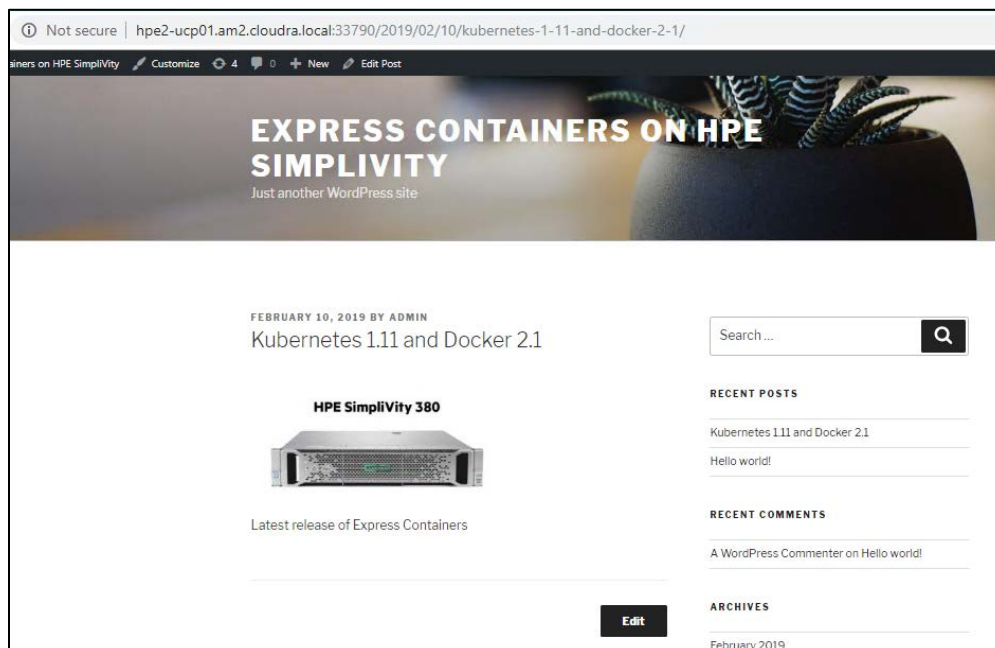 Not secure | hpe2-ucp01.am2.cloudra.local:33790/2019/02/10/kubernetes-1-11-and-docker-2-1/
iners on HPE SimpliVity Customize 4 0 New Edit Post
EXPRESS CONTAINERS ON HPE
SIMPLIVITY
Just another WordPress site
FEBRUARY 10, 2019 BY ADMIN
Kubernetes 1.11 and Docker 2.1
HPE SimpliVity 380
Latest release of Express Containers
Edit
Search ...
RECENT POSTS
Kubernetes 1.11 and Docker 2.1
Hello world!
RECENT COMMENTS
A WordPress Commenter on Hello world!
ARCHIVES
February 2019